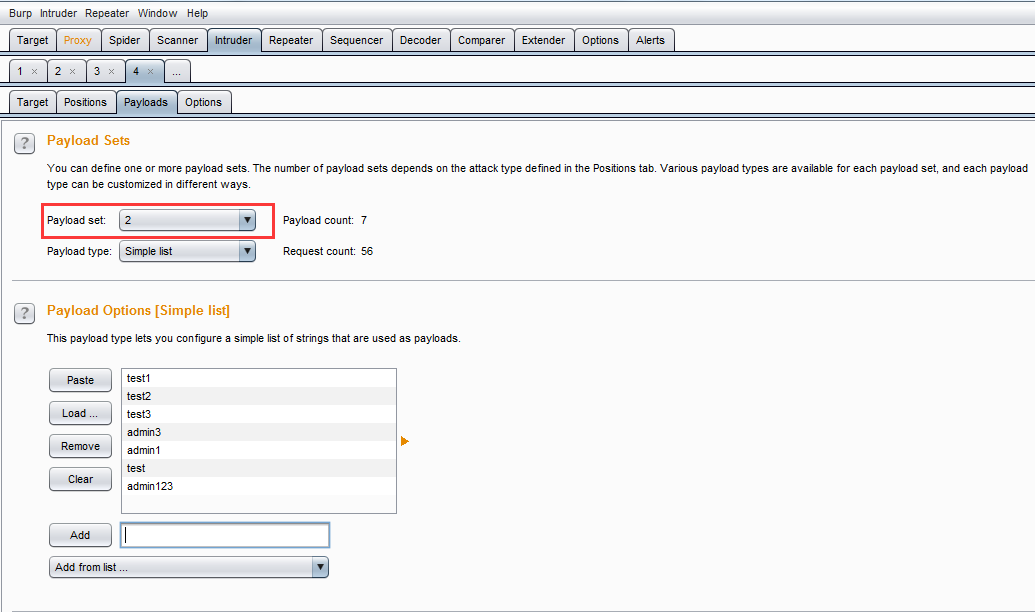 Burp Intruder Repeater Window Help
Target Proxy Spider Scanner Intruder Repeater Sequencer Decoder Comparer Extender Options Alerts
1 × 2 × 3 × 4 × ...
Target Positions Payloads Options
? Payload Sets
You can define one or more payload sets. The number of payload sets depends on the attack type defined in the Positions tab. Various payload types are available for each payload set, and each payload
type can be customized in different ways.
Payload set: 2 Payload count: 7
Payload type: Simple list Request count: 56
? Payload Options [Simple list]
This payload type lets you configure a simple list of strings that are used as payloads.
Paste
Load ...
Remove
Clear
test1
test2
test3
admin3
admin1
test
admin123
Add
Add from list ...